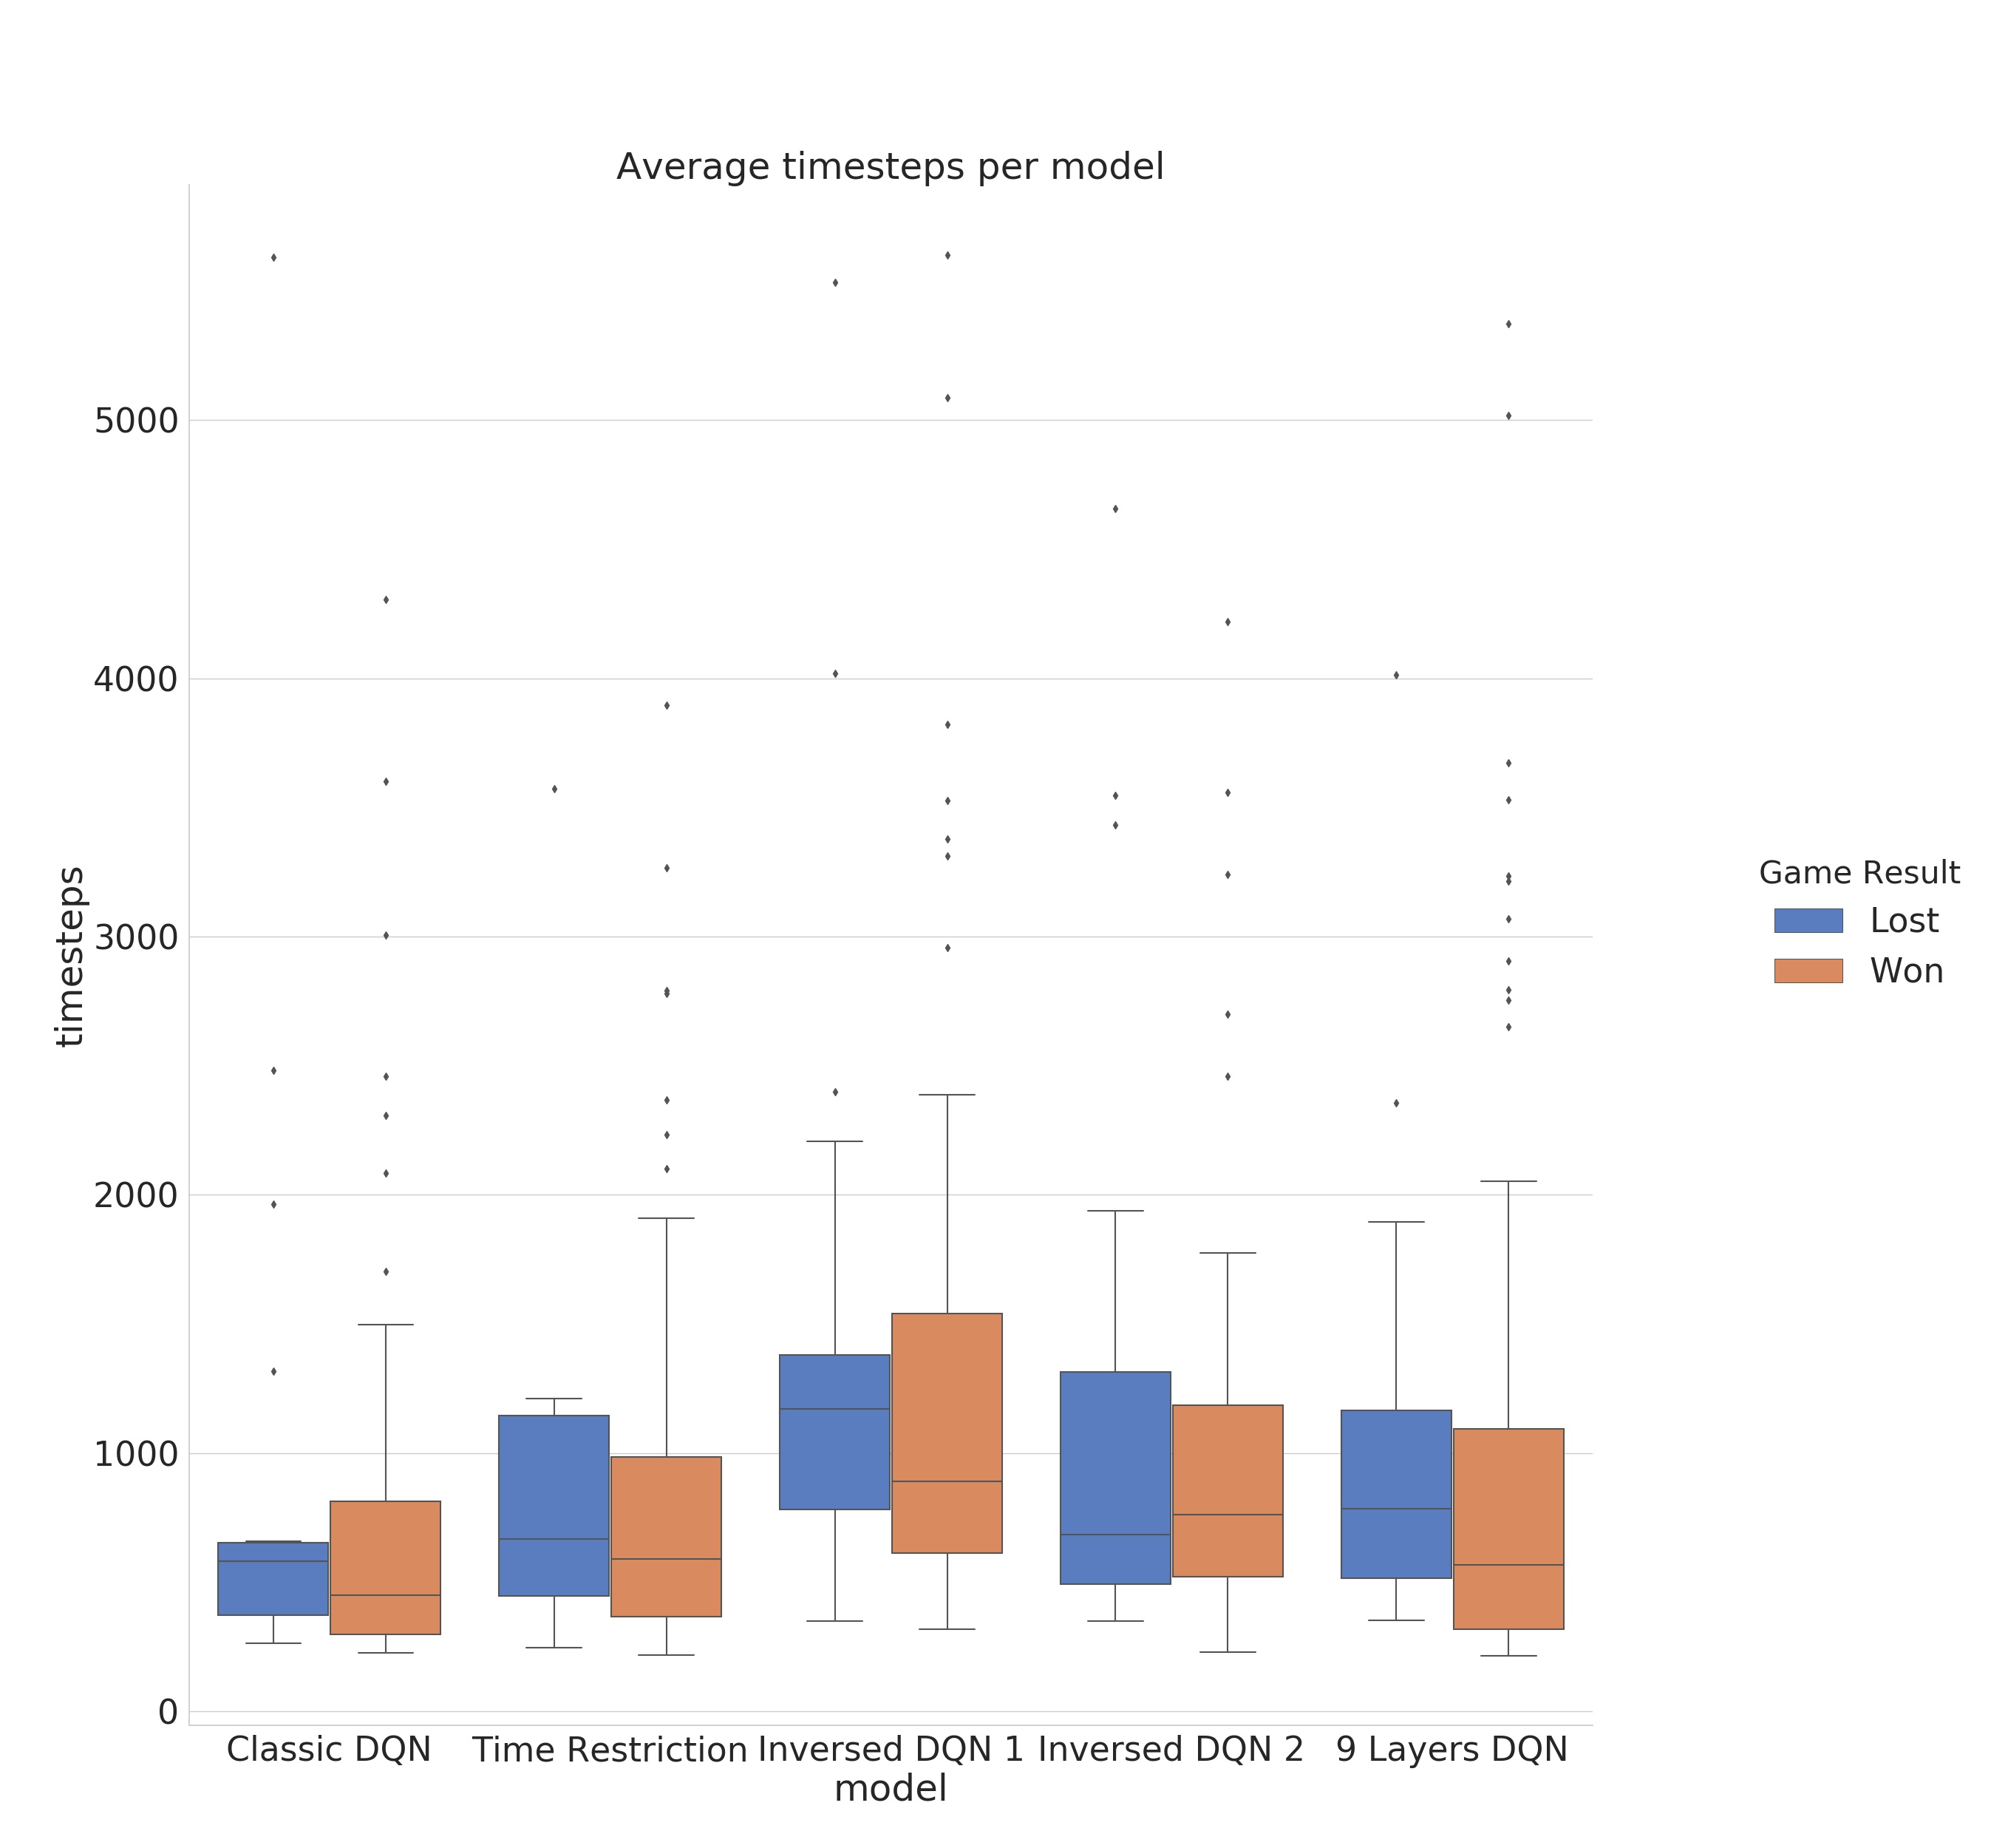 Average timesteps per model
5000
4000
3000
2000
1000
0
timesteps
Classic DQN
Time Restriction
Inversed DQN 1
Inversed DQN 2
9 Layers DQN
model
Game Result
Lost
Won